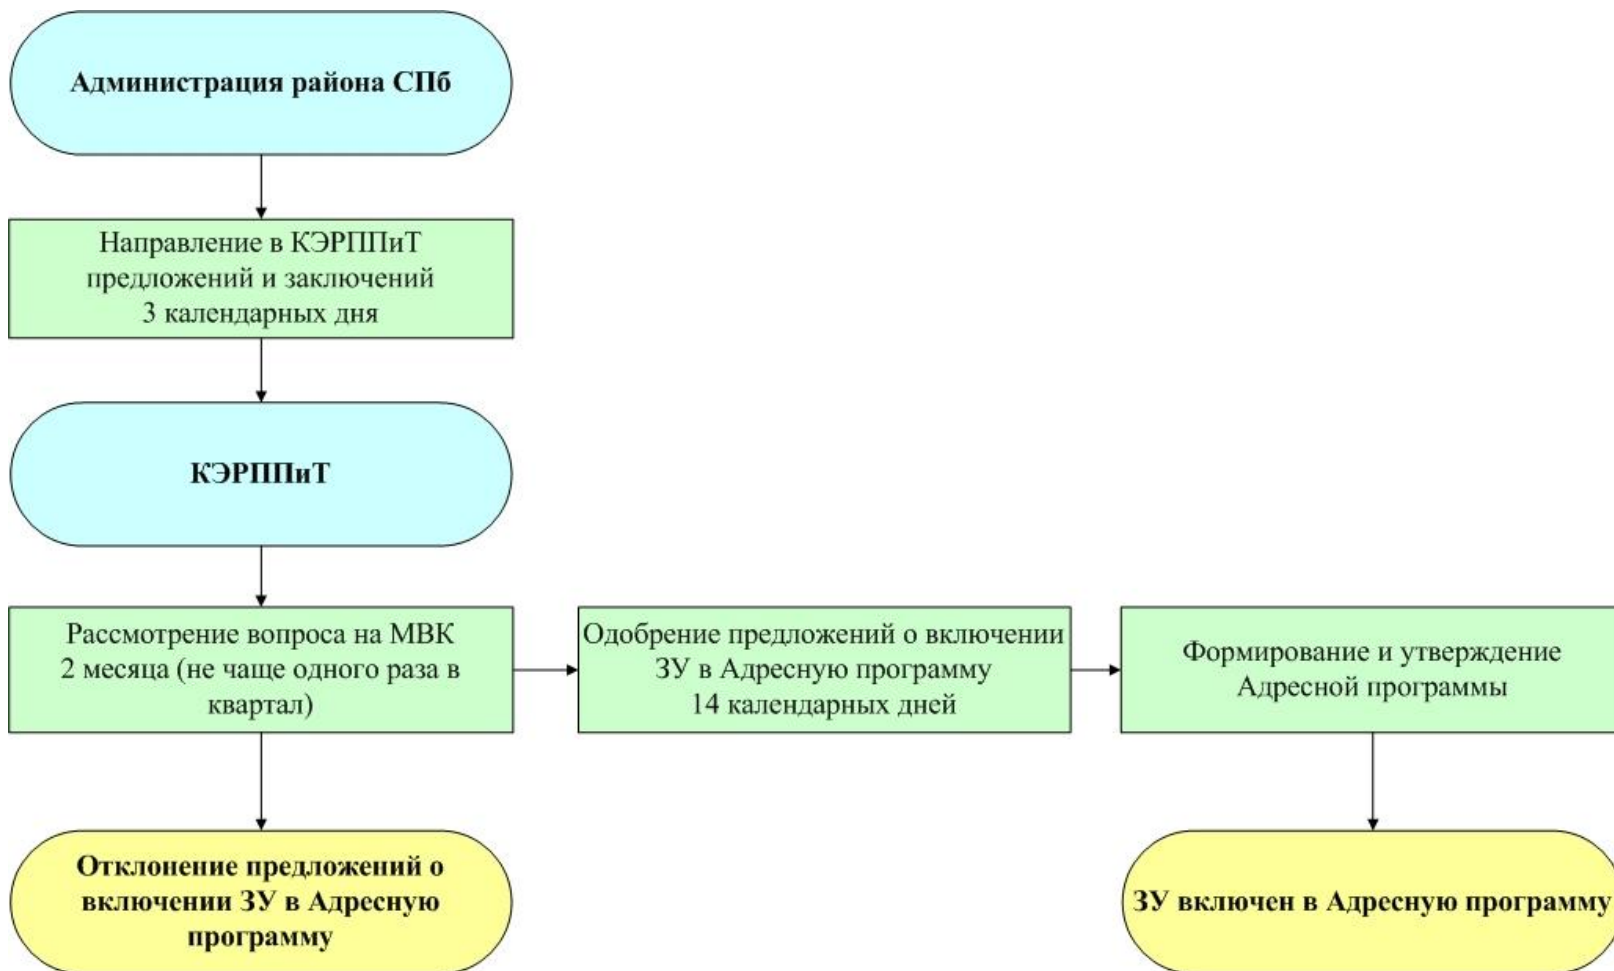 Администрация района СПб
Направление в КЭРППиТ
предложений и заключений
3 календарных дня
КЭРППиТ
Рассмотрение вопроса на МВК
2 месяца (не чаще одного раза в
квартал)
Одобрение предложений о включении
ЗУ в Адресную программу
14 календарных дней
Формирование и утверждение
Адресной программы
Отклонение предложений о
включении ЗУ в Адресную
программу
ЗУ включен в Адресную программу